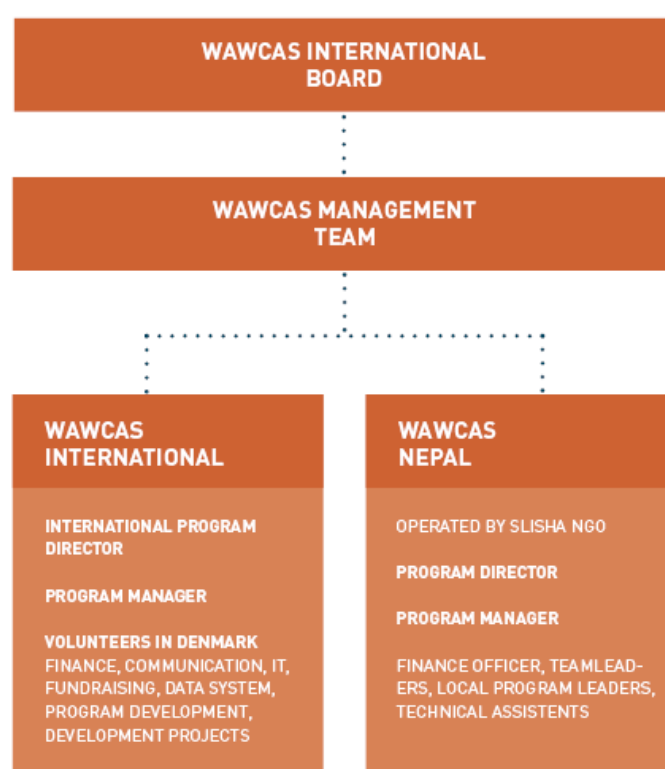 WAWCAS INTERNATIONAL
BOARD
WAWCAS MANAGEMENT
TEAM
WAWCAS
INTERNATIONAL
INTERNATIONAL PROGRAM
DIRECTOR
PROGRAM MANAGER
VOLUNTEERS IN DENMARK
FINANCE, COMMUNICATION, IT,
FUNDRAISING, DATA SYSTEM,
PROGRAM DEVELOPMENT,
DEVELOPMENT PROJECTS
WAWCAS
NEPAL
OPERATED BY SLISHA NGO
PROGRAM DIRECTOR
PROGRAM MANAGER
FINANCE OFFICER, TEAMLEAD-
ERS, LOCAL PROGRAM LEADERS,
TECHNICAL ASSISTENTS